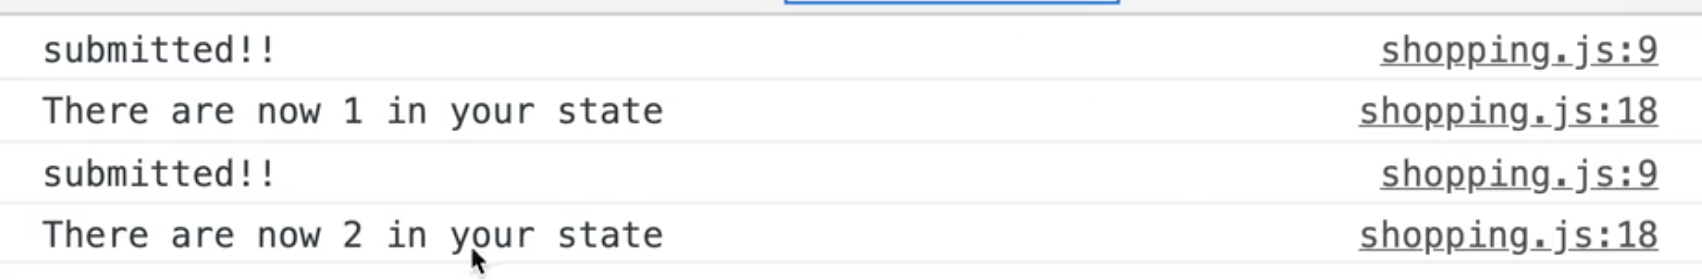 submitted!! shopping.js:9
There are now 1 in your state shopping.js:18
submitted!! shopping.js:9
There are now 2 in your state shopping.js:18